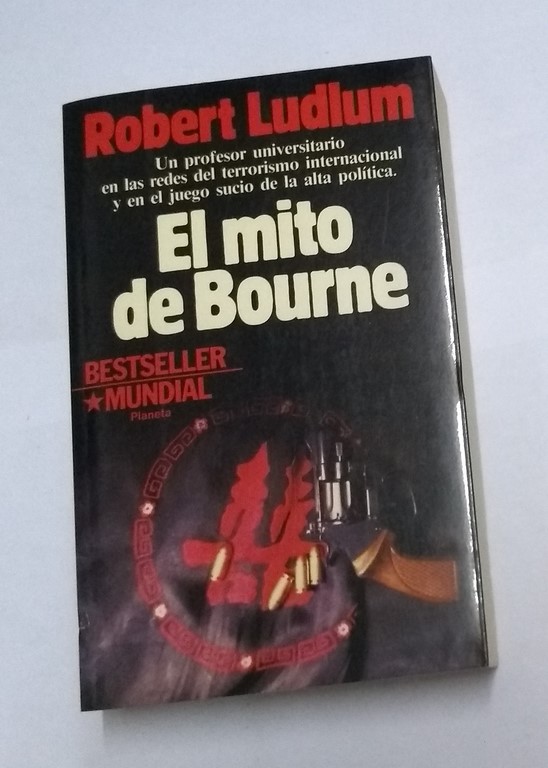 Robert Ludlum
Un profesor universitario
en las redes del terrorismo internacional
y en el juego sucio de la alta política.
El mito
de Bourne
BESTSELLER
★MUNDIAL
Planeta